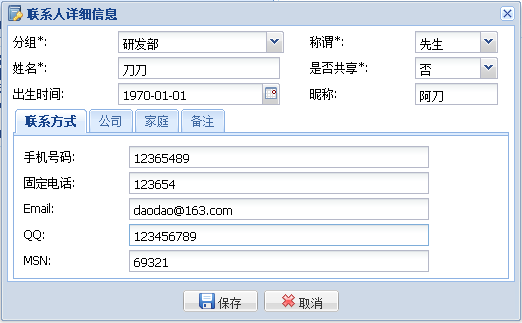 联系人详细信息
分组*: 研发部 称谓*: 先生
姓名*: 刀刀 是否共享*: 否
出生时间: 1970-01-01 昵称: 阿刀
联系方式 公司 家庭 备注
手机号码: 12365489
固定电话: 123654
Email: daodao@163.com
QQ: 123456789
MSN: 69321
保存 取消